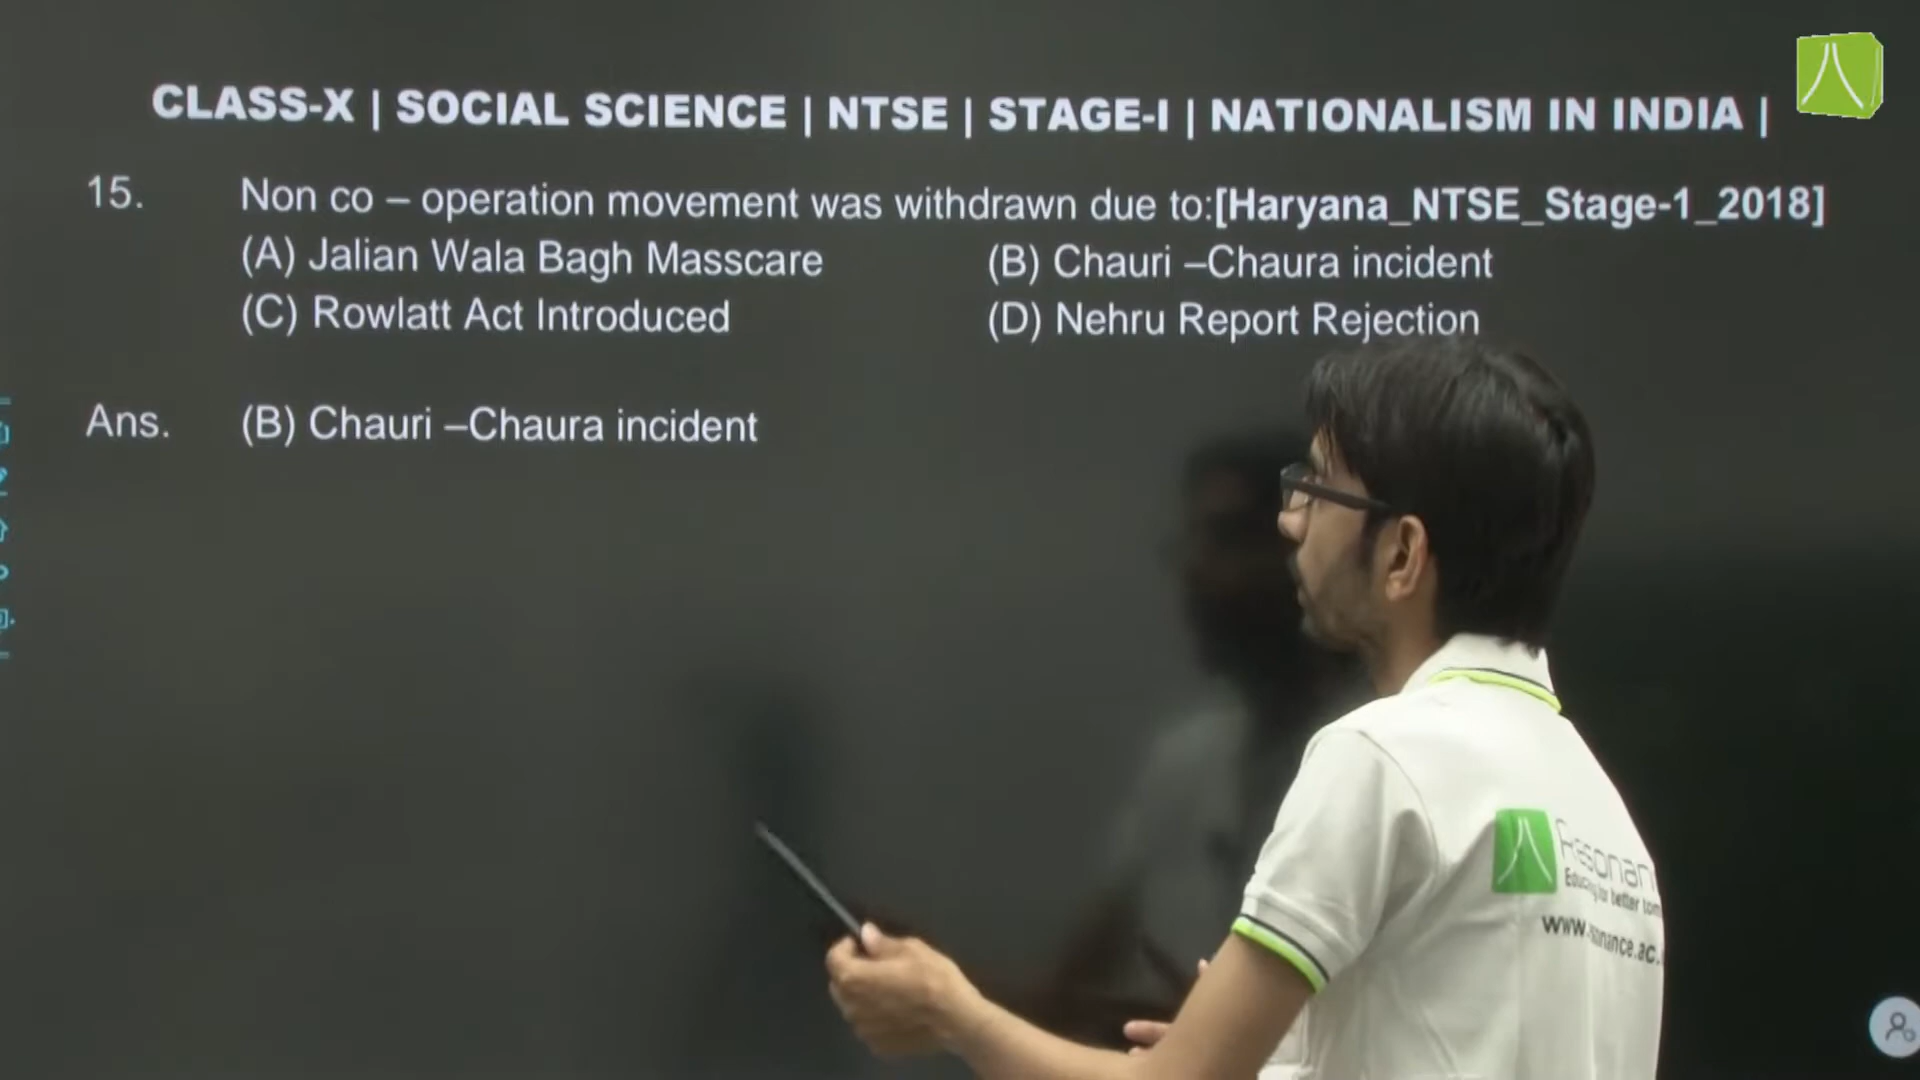 CLASS-X | SOCIAL SCIENCE | NTSE | STAGE-I | NATIONALISM IN INDIA |
15. Non co – operation movement was withdrawn due to:[Haryana_NTSE_Stage-1_2018]
(A) Jalian Wala Bagh Masscare (B) Chauri –Chaura incident
(C) Rowlatt Act Introduced (D) Nehru Report Rejection
Ans. (B) Chauri –Chaura incident
better